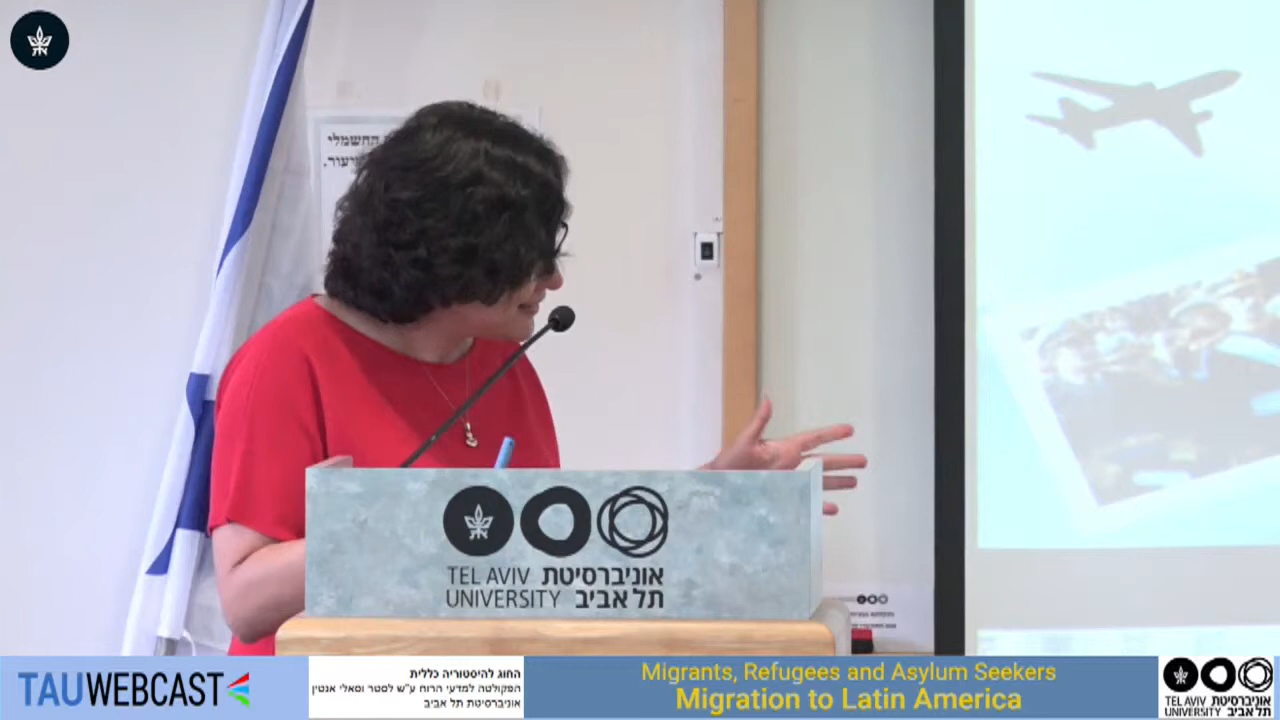 החשמלי
TEL AVIV אוניברסיטת
UNIVERSITY תל אביב
TAUWEBCAST
החוג להיסטוריה כללית
הפקולטה למדעי הרוח ע"ש לסטר וסאלי אנטין
אוניברסיטת תל אביב
Migrants, Refugees and Asylum Seekers
Migration to Latin America
TEL AVIV אוניברסיטת
UNIVERSITY תל אביב